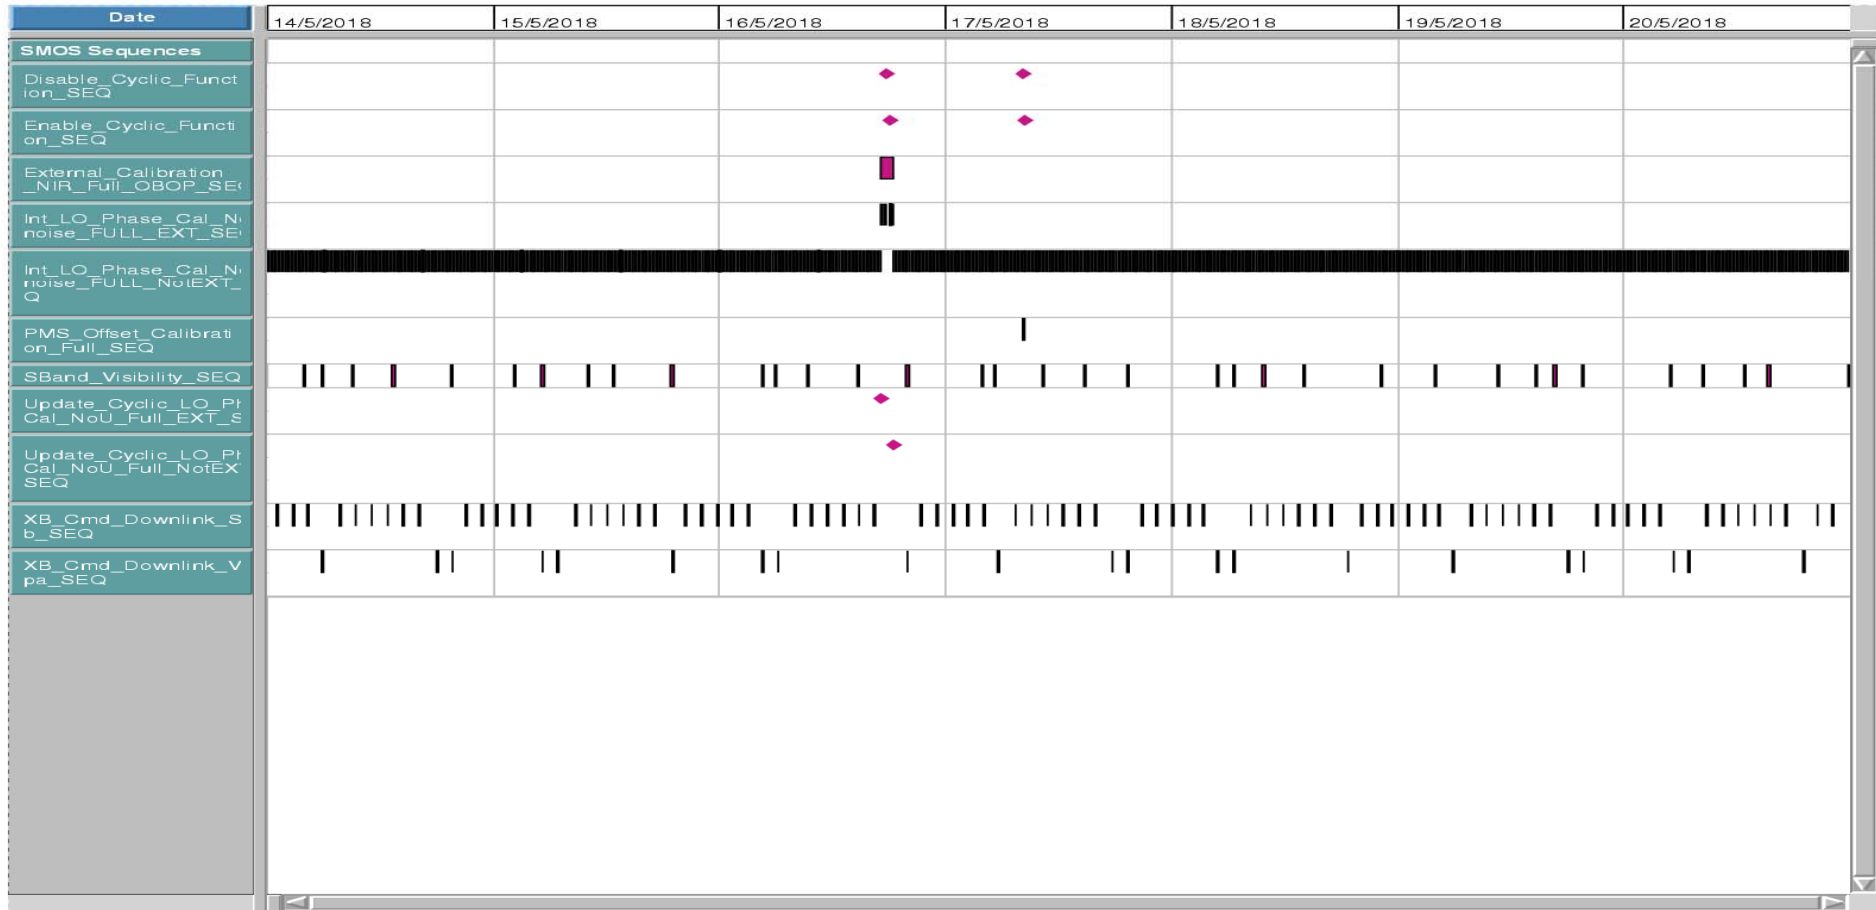 Date
14/5/2018
15/5/2018
16/5/2018
17/5/2018
18/5/2018
19/5/2018
20/5/2018
SMOS Sequences
Disable_Cyclic_Funct
ion_SEQ
Enable_Cyclic_Functi
on_SEQ
External_Calibration
_NIR_Full_OBOP_SE
Int_LO_Phase_Cal_N
noise_FULL_EXT_SE
Int_LO_Phase_Cal_N
noise_FULL_NotEXT_
Q
PMS_Offset_Calibrati
on_Full_SEQ
SBand_Visibility_SEQ
Update_Cyclic_LO_Ph
Cal_NoU_Full_EXT_S
Update_Cyclic_LO_Ph
Cal_NoU_Full_NotEX
SEQ
XB_Cmd_Downlink_S
b_SEQ
XB_Cmd_Downlink_V
pa_SEQ